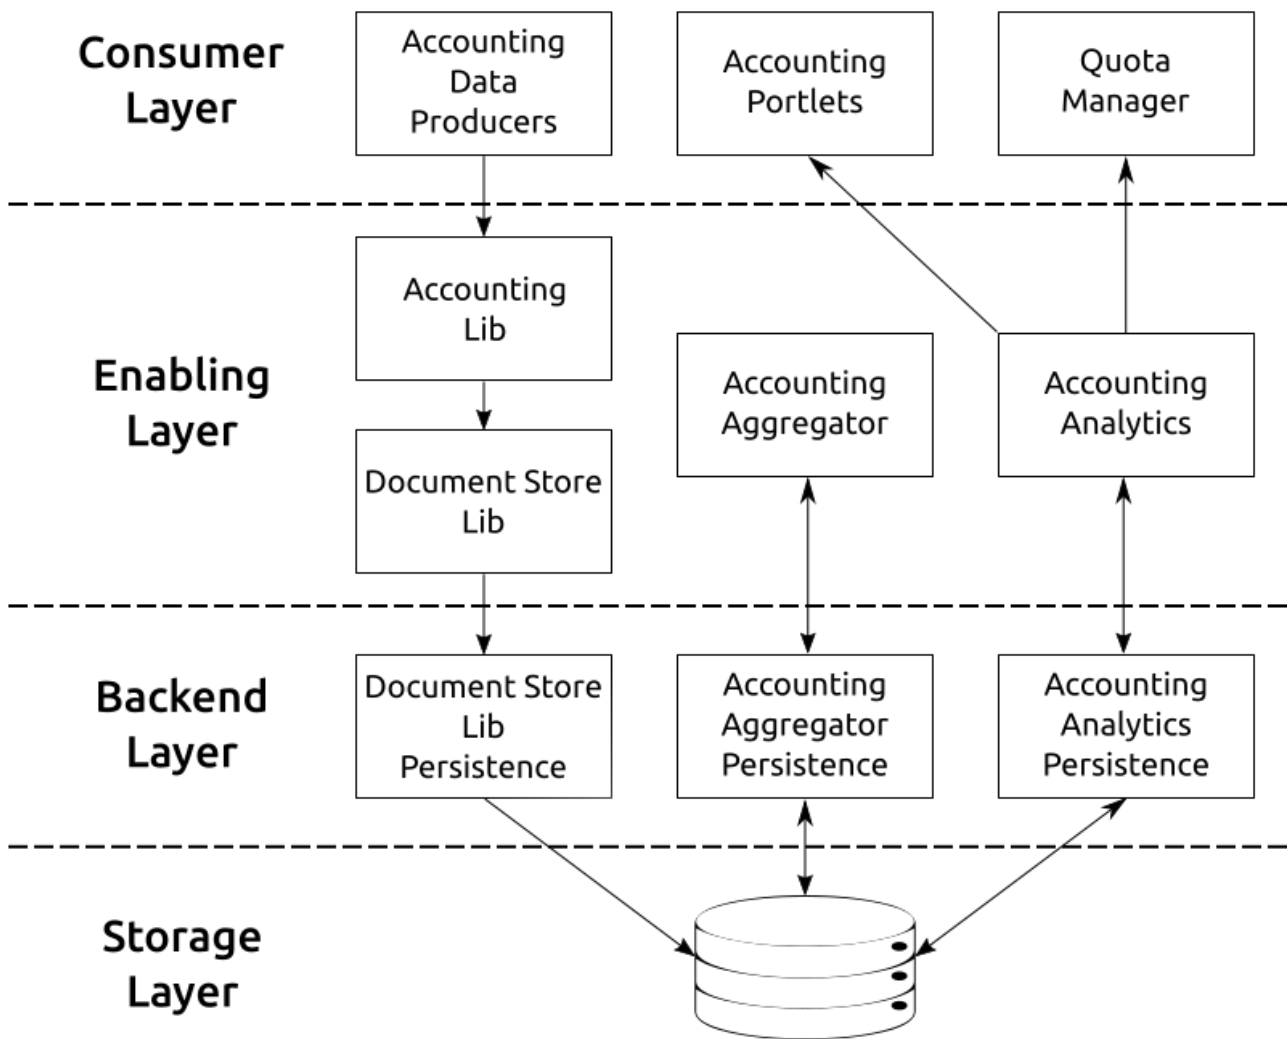 Consumer
Layer
Accounting
Data
Producers
Accounting
Portlets
Quota
Manager
Enabling
Layer
Accounting
Lib
Document Store
Lib
Accounting
Aggregator
Accounting
Analytics
Backend
Layer
Document Store
Lib
Persistence
Accounting
Aggregator
Persistence
Accounting
Analytics
Persistence
Storage
Layer